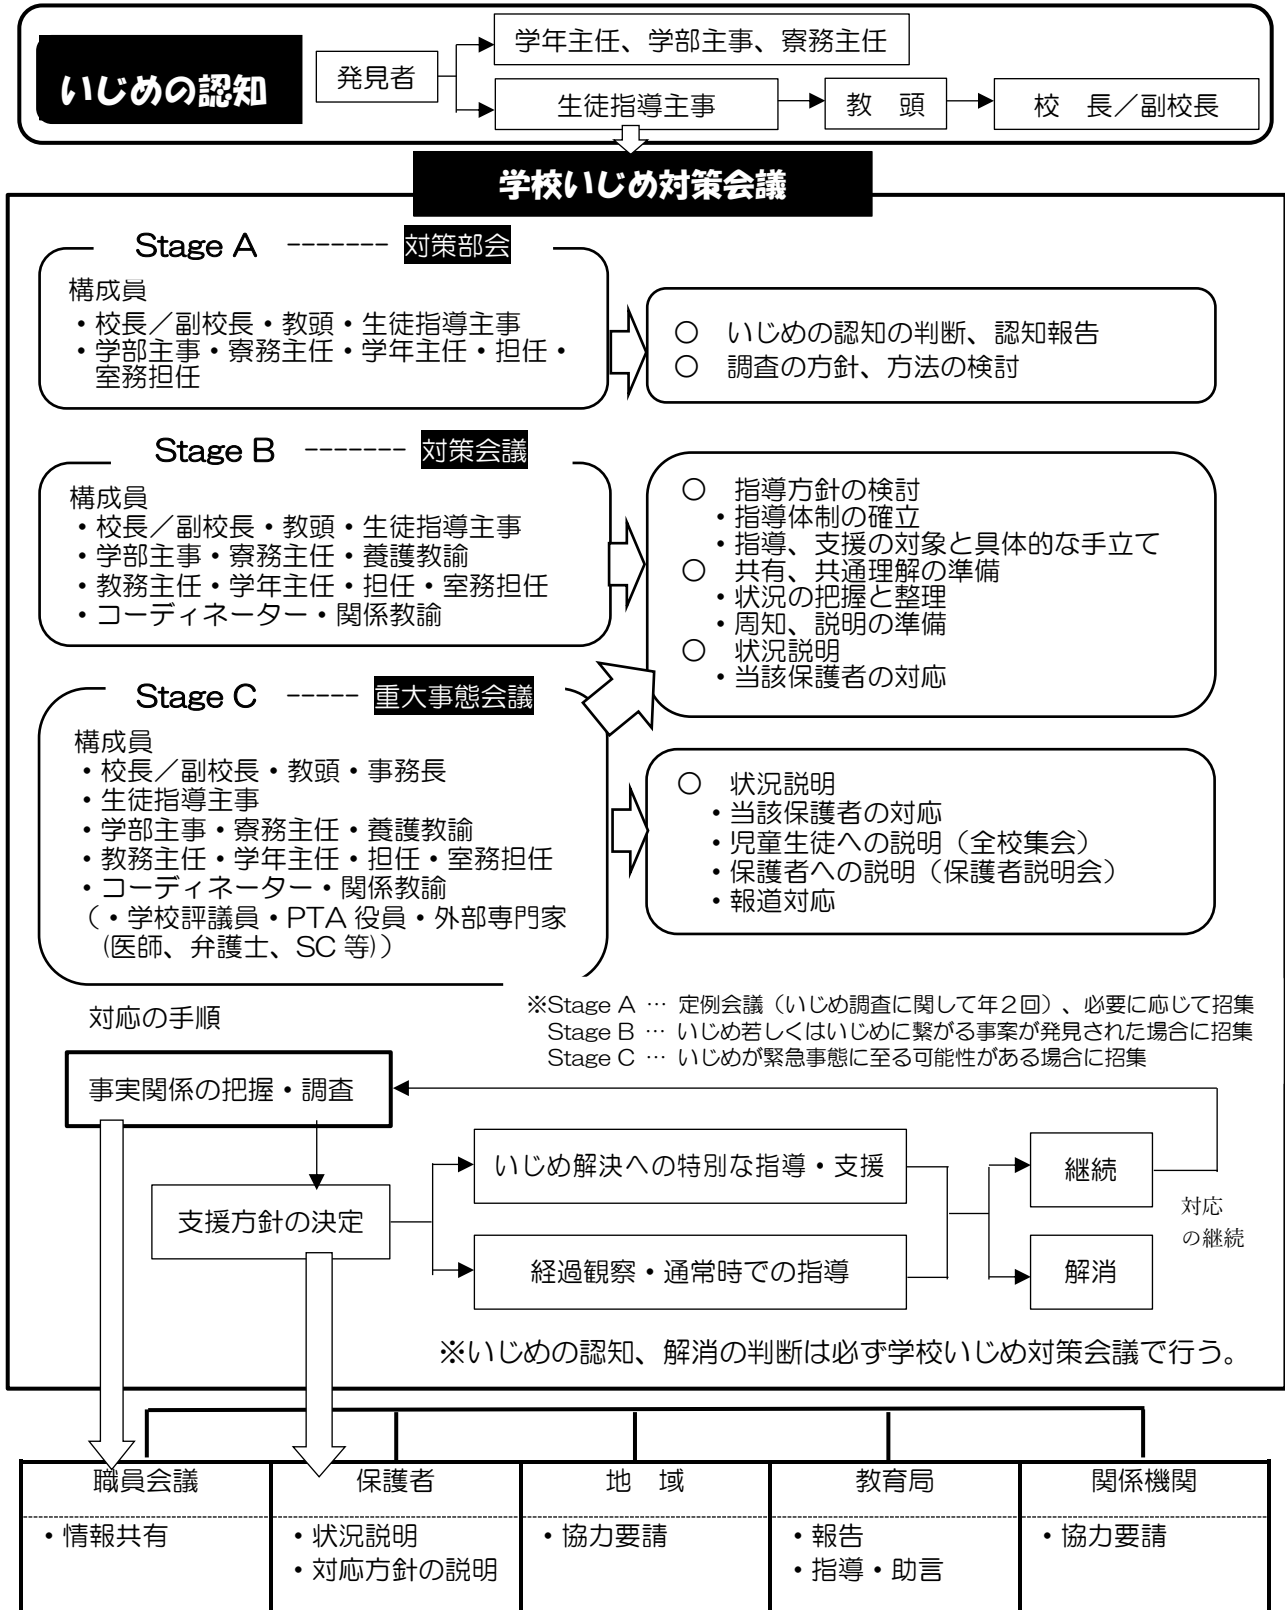 いじめの認知
発見者
学年主任、学部主事、寮務主任
生徒指導主事
教　頭
校　長／副校長
学校いじめ対策会議
Stage A ------- 対策部会
構成員
・校長／副校長・教頭・生徒指導主事
・学部主事・寮務主任・学年主任・担任・
室務担任
○　いじめの認知の判断、認知報告
○　調査の方針、方法の検討
Stage B ------- 対策会議
構成員
・校長／副校長・教頭・生徒指導主事
・学部主事・寮務主任・養護教諭
・教務主任・学年主任・担任・室務担任
・コーディネーター・関係教諭
○　指導方針の検討
・指導体制の確立
・指導、支援の対象と具体的な手立て
○　共有、共通理解の準備
・状況の把握と整理
・周知、説明の準備
○　状況説明
・当該保護者の対応
Stage C ----- 重大事態会議
構成員
・校長／副校長・教頭・事務長
・生徒指導主事
・学部主事・寮務主任・養護教諭
・教務主任・学年主任・担任・室務担任
・コーディネーター・関係教諭
（・学校評議員・PTA 役員・外部専門家
(医師、弁護士、SC 等)）
○　状況説明
・当該保護者の対応
・児童生徒への説明（全校集会）
・保護者への説明（保護者説明会）
・報道対応
※Stage A … 定例会議（いじめ調査に関して年２回）、必要に応じて招集
Stage B … いじめ若しくはいじめに繋がる事案が発見された場合に招集
Stage C … いじめが緊急事態に至る可能性がある場合に招集
対応の手順
事実関係の把握・調査
支援方針の決定
いじめ解決への特別な指導・支援
経過観察・通常時での指導
継続
解消
対応
の継続
※いじめの認知、解消の判断は必ず学校いじめ対策会議で行う。
職員会議
・情報共有
保護者
・状況説明
・対応方針の説明
地　域
・協力要請
教育局
・報告
・指導・助言
関係機関
・協力要請